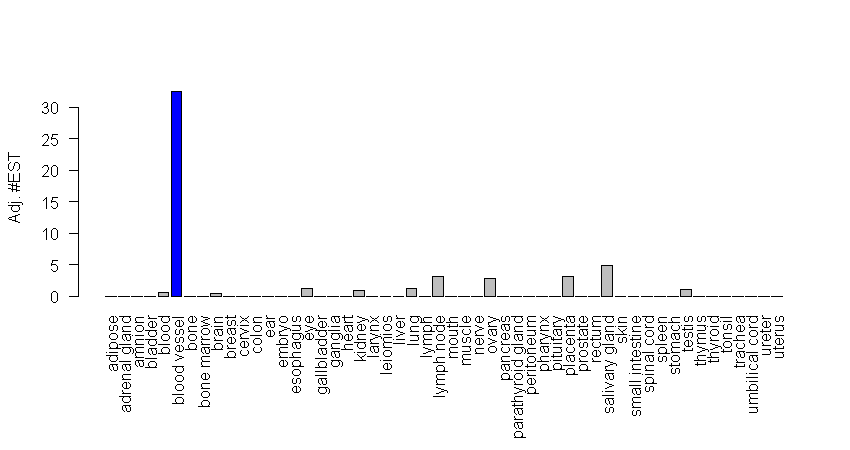 Adj. #EST
30
25
20
15
10
5
0
adipose
adrenal gland
amnion
bladder
blood
blood vessel
bone
bone marrow
brain
breast
cervix
colon
ear
embryo
esophagus
eye
gallbladder
ganglia
heart
kidney
larynx
leiomios
liver
lung
lymph
lymph node
mouth
muscle
nerve
ovary
pancreas
parathyroid gland
peritoneum
pharynx
pituitary
placenta
prostate
rectum
salivary gland
skin
small intestine
spinal cord
spleen
stomach
testis
thymus
thyroid
tonsil
trachea
umbilical cord
ureter
uterus